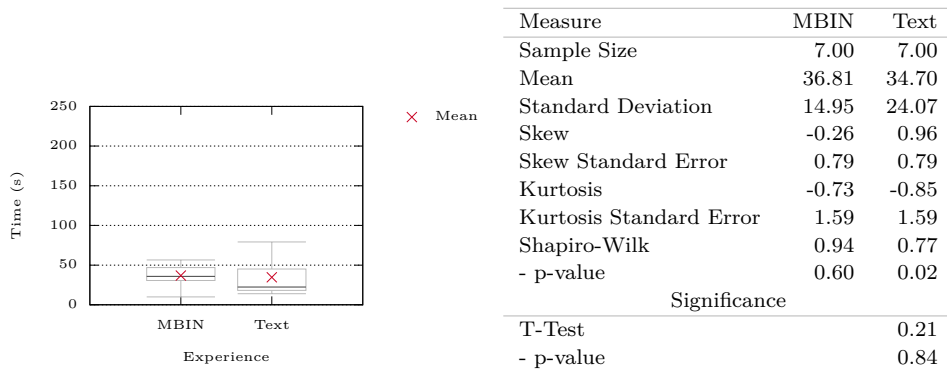 250
200
150
100
50
0
Time (s)
MBIN Text
Experience
Mean
Measure MBIN Text
Sample Size 7.00 7.00
Mean 36.81 34.70
Standard Deviation 14.95 24.07
Skew -0.26 0.96
Skew Standard Error 0.79 0.79
Kurtosis -0.73 -0.85
Kurtosis Standard Error 1.59 1.59
Shapiro-Wilk 0.94 0.77
- p-value 0.60 0.02
Significance
T-Test 0.21
- p-value 0.84